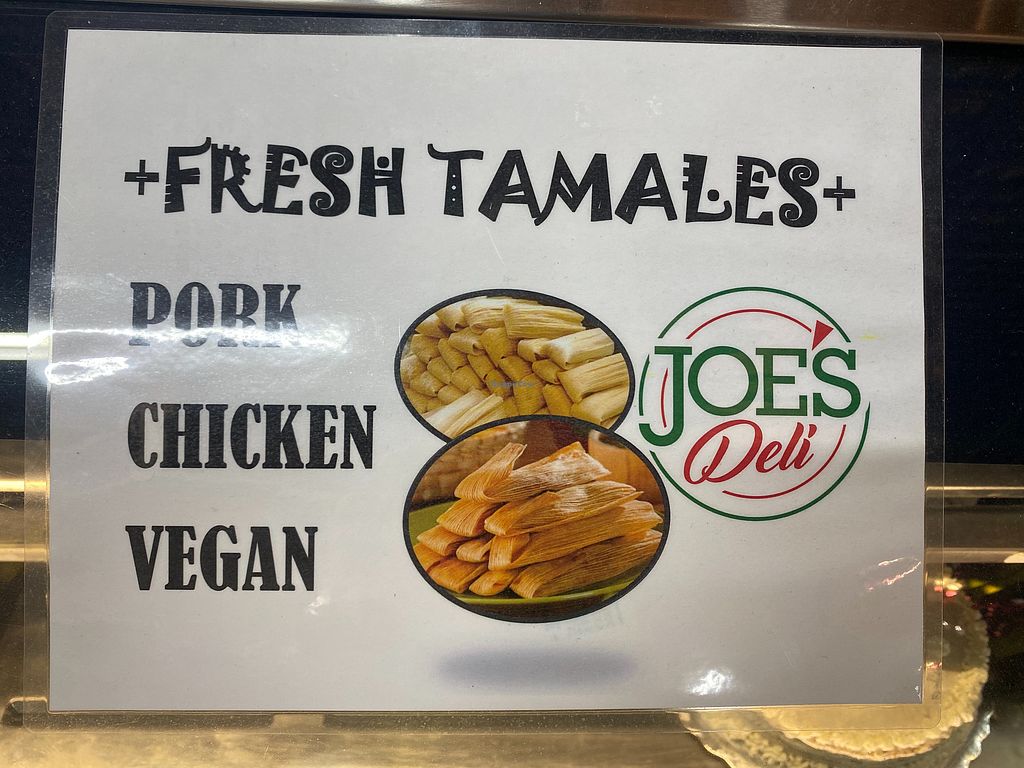 +FRESH TAMALES+
PORK
CHICKEN
VEGAN
JOE'S
Deli